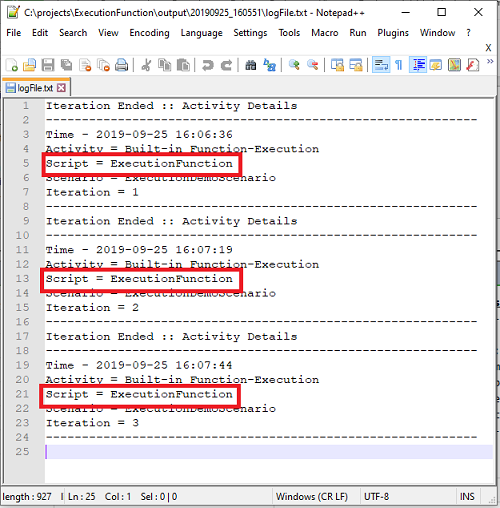 C:\projects\ExecutionFunction\output\20190925_160551\logFile.txt - Notepad++
File Edit Search View Encoding Language Settings Tools Macro Run Plugins Window ?
X
logFile.txt
1 Iteration Ended :: Activity Details
2 ------------------------------------------------------------
3 Time - 2019-09-25 16:06:36
4 Activity = Built-in Function-Execution
5 Script = ExecutionFunction
6 Scenario = ExecutionDemoScenario
7 Iteration = 1
8 ------------------------------------------------------------
9 Iteration Ended :: Activity Details
10 ------------------------------------------------------------
11 Time - 2019-09-25 16:07:19
12 Activity = Built-in Function-Execution
13 Script = ExecutionFunction
14 Scenario = ExecutionDemoScenario
15 Iteration = 2
16 ------------------------------------------------------------
17 Iteration Ended :: Activity Details
18 ------------------------------------------------------------
19 Time - 2019-09-25 16:07:44
20 Activity = Built-in Function-Execution
21 Script = ExecutionFunction
22 Scenario = ExecutionDemoScenario
23 Iteration = 3
24 ------------------------------------------------------------
25
length : 927 l Ln : 25 Col : 1 Sel : 0 | 0 Windows (CR LF) UTF-8 INS